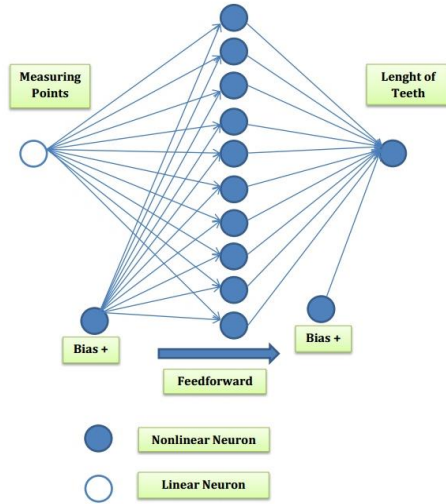 Measuring
Points
Lenght of
Teeth
Bias +
Bias +
Feedforward
Nonlinear Neuron
Linear Neuron